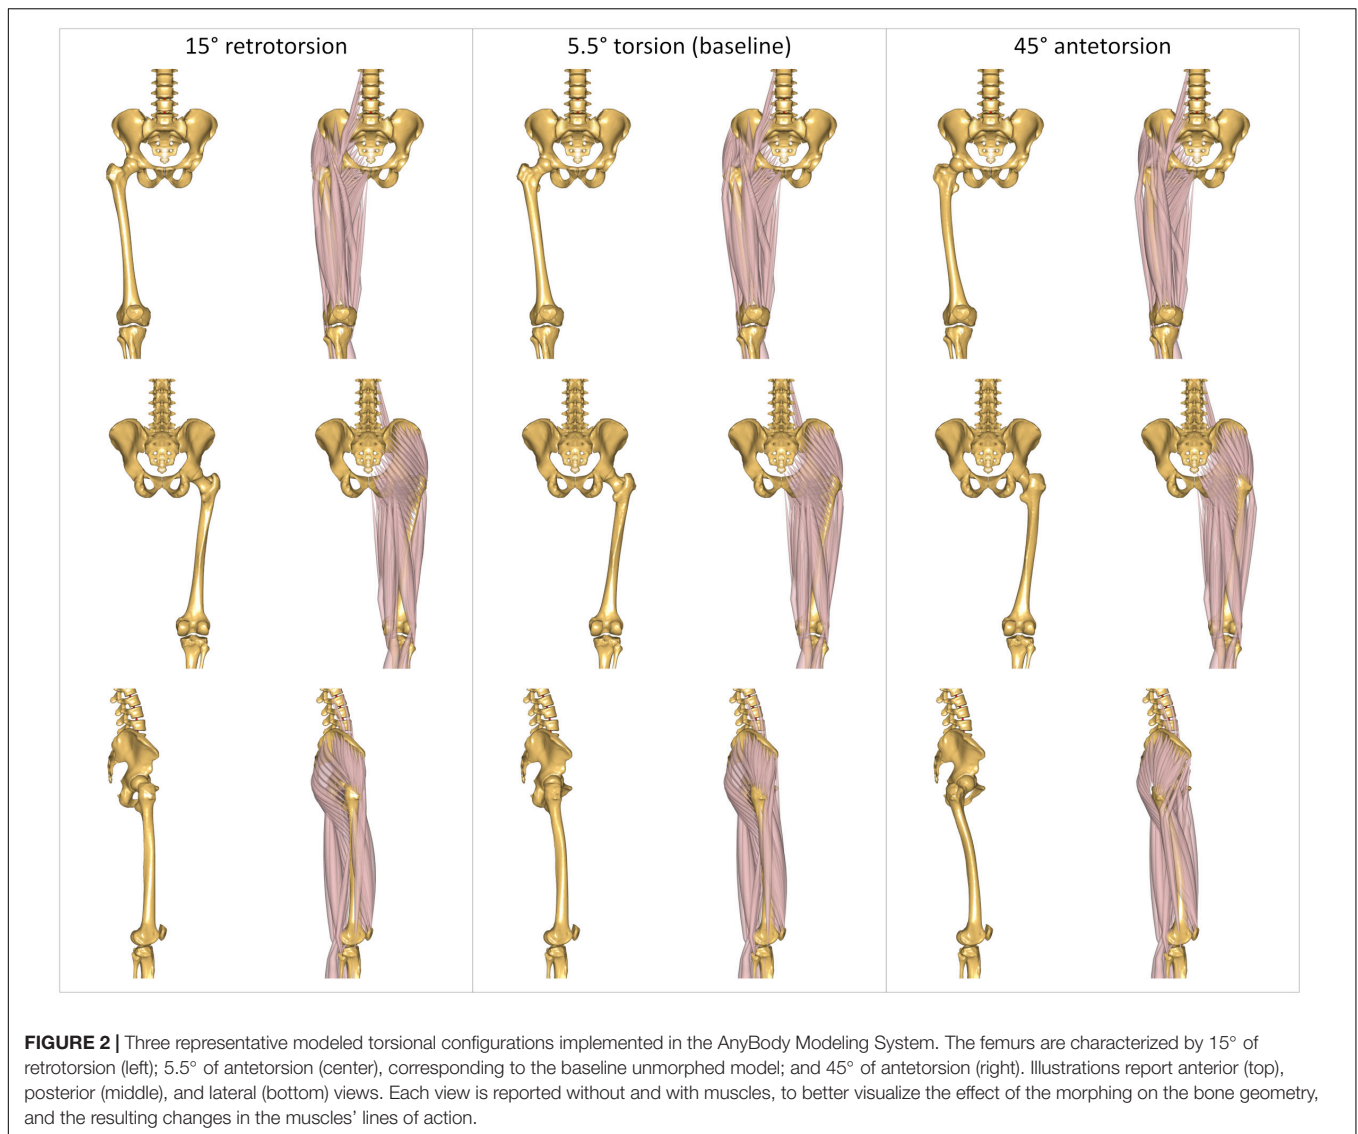 15° retrotorsion
5.5° torsion (baseline)
45° antetorsion
FIGURE 2 | Three representative modeled torsional configurations implemented in the AnyBody Modeling System. The femurs are characterized by 15° of
retrotorsion (left); 5.5° of antetorsion (center), corresponding to the baseline unmorphed model; and 45° of antetorsion (right). Illustrations report anterior (top),
posterior (middle), and lateral (bottom) views. Each view is reported without and with muscles, to better visualize the effect of the morphing on the bone geometry,
and the resulting changes in the muscles' lines of action.